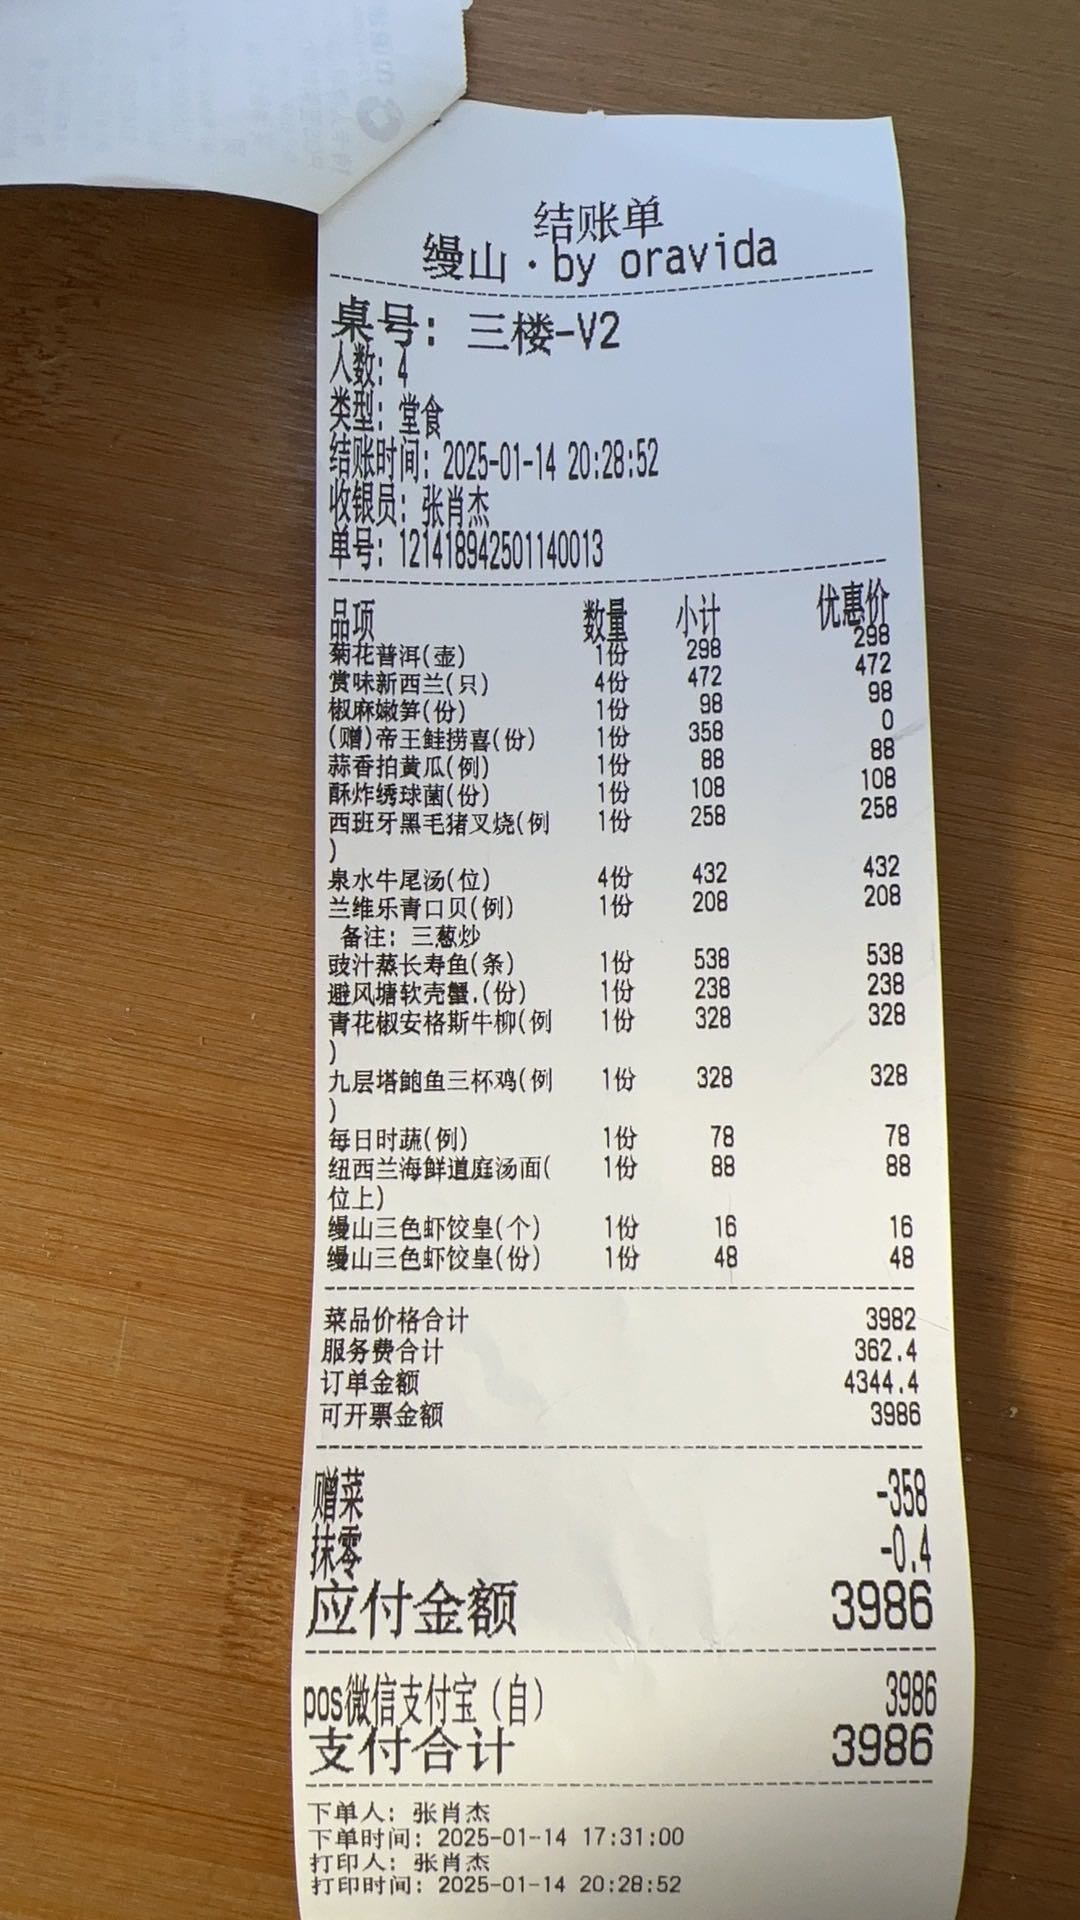 结账单
缦山·by oravida
桌号: 三楼-V2
人数: 4
类型: 堂食
结账时间: 2025-01-14 20:28:52
收银员: 张肖杰
单号: 121418942501140013
品项 数量 小计 优惠价
菊花普洱(壶) 1份 298 298
赏味新西兰(只) 4份 472 472
椒麻嫩笋(份) 1份 98 98
(赠)帝王鲑捞喜(份) 1份 358 0
蒜香拍黄瓜(例) 1份 88 88
酥炸绣球菌(份) 1份 108 108
西班牙黑毛猪叉烧(例 1份 258 258
)
泉水牛尾汤(位) 4份 432 432
兰维乐青口贝(例) 1份 208 208
备注: 三葱炒
豉汁蒸长寿鱼(条) 1份 538 538
避风塘软壳蟹.(份) 1份 238 238
青花椒安格斯牛柳(例 1份 328 328
)
九层塔鲍鱼三杯鸡(例 1份 328 328
)
每日时蔬(例) 1份 78 78
纽西兰海鲜道庭汤面( 1份 88 88
位上)
缦山三色虾饺皇(个) 1份 16 16
缦山三色虾饺皇(份) 1份 48 48
菜品价格合计 3982
服务费合计 362.4
订单金额 4344.4
可开票金额 3986
赠菜 -358
抹零 -0.4
应付金额 3986
pos微信支付宝(自) 3986
支付合计 3986
下单人: 张肖杰
下单时间: 2025-01-14 17:31:00
打印人: 张肖杰
打印时间: 2025-01-14 20:28:52